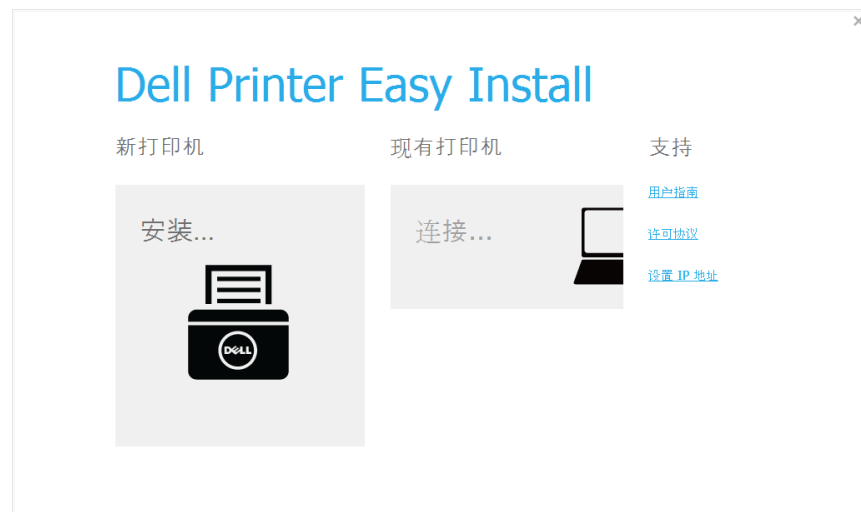 Dell Printer Easy Install
新打印机
现有打印机
支持
安装...
连接...
用户指南
许可协议
设置 IP 地址
DELL